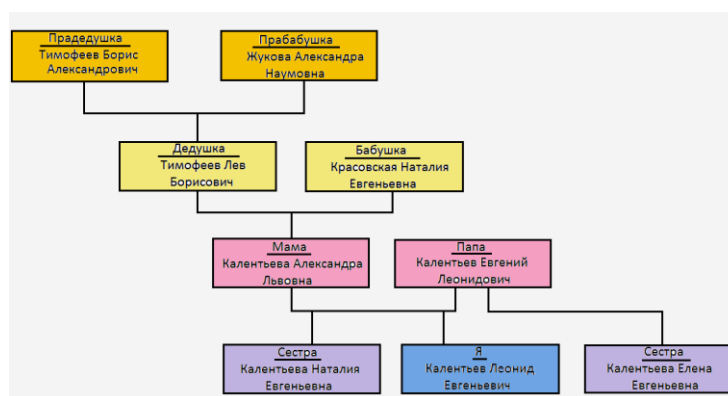 Прадедушка
Тимофеев Борис
Александрович
Прабабушка
Жукова Александра
Наумовна
Дедушка
Тимофеев Лев
Борисович
Бабушка
Красовская Наталия
Евгеньевна
Мама
Калентьева Александра
Львовна
Папа
Калентьев Евгений
Леонидович
Сестра
Калентьева Наталия
Евгеньевна
Я
Калентьев Леонид
Евгеньевич
Сестра
Калентьева Елена
Евгеньевна